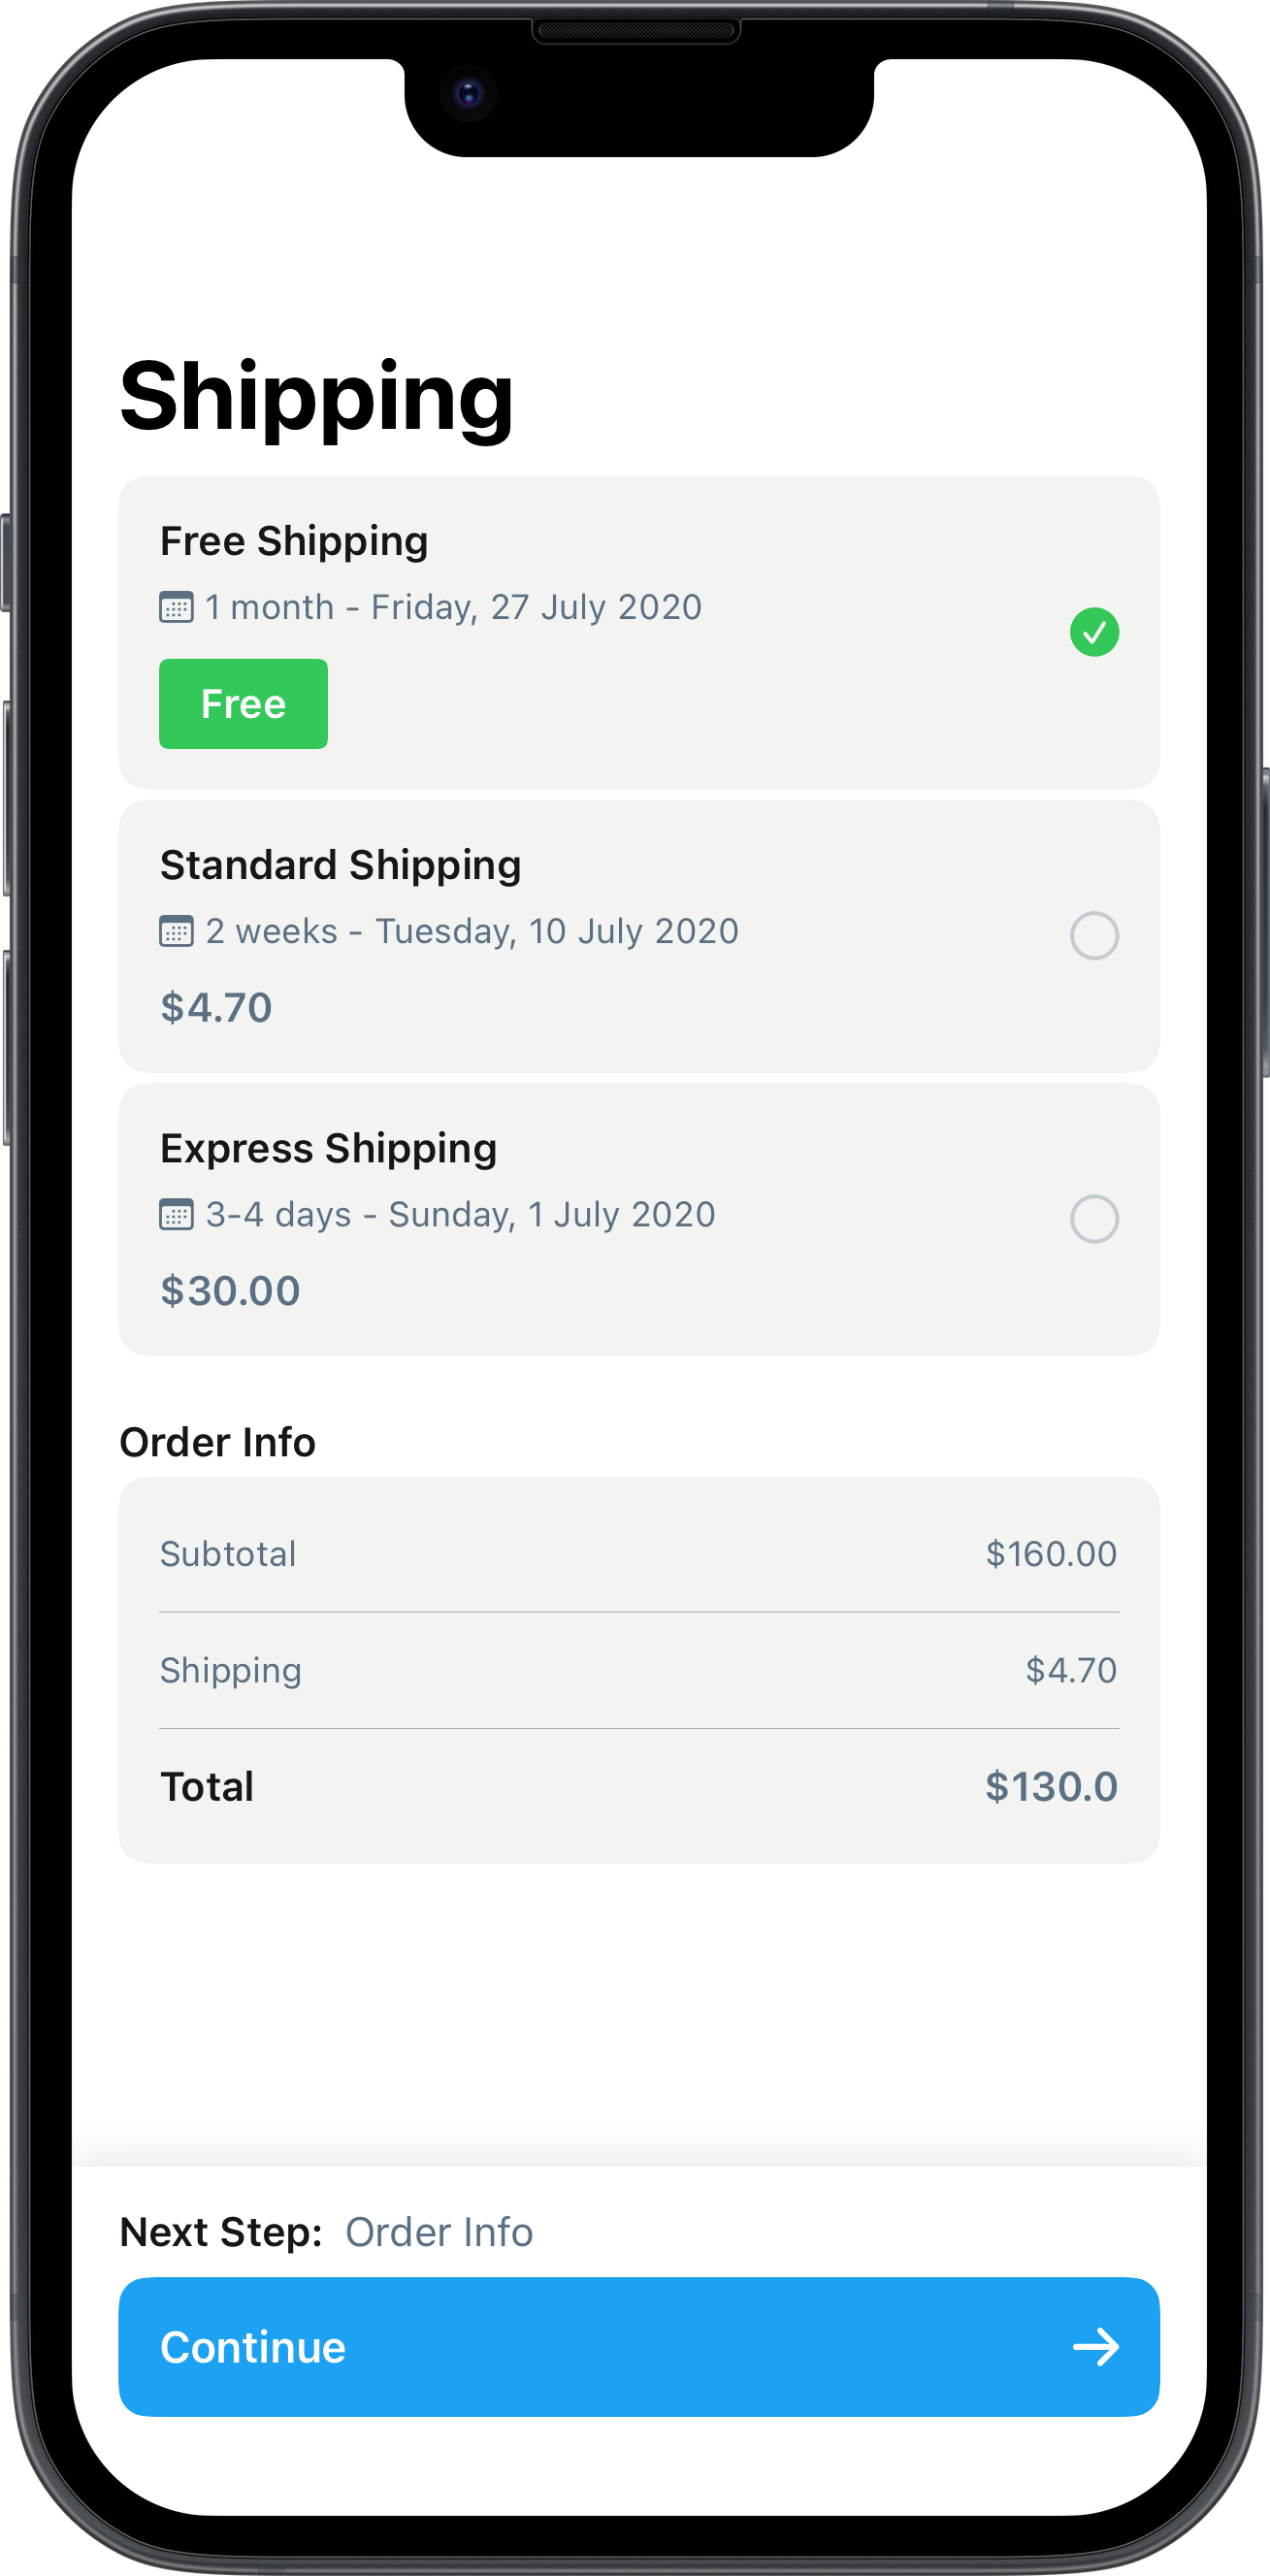 Shipping
Free Shipping
1 month - Friday, 27 July 2020
Free
Standard Shipping
2 weeks - Tuesday, 10 July 2020
$4.70
Express Shipping
3-4 days - Sunday, 1 July 2020
$30.00
Order Info
Subtotal $160.00
Shipping $4.70
Total $130.0
Next Step: Order Info
Continue